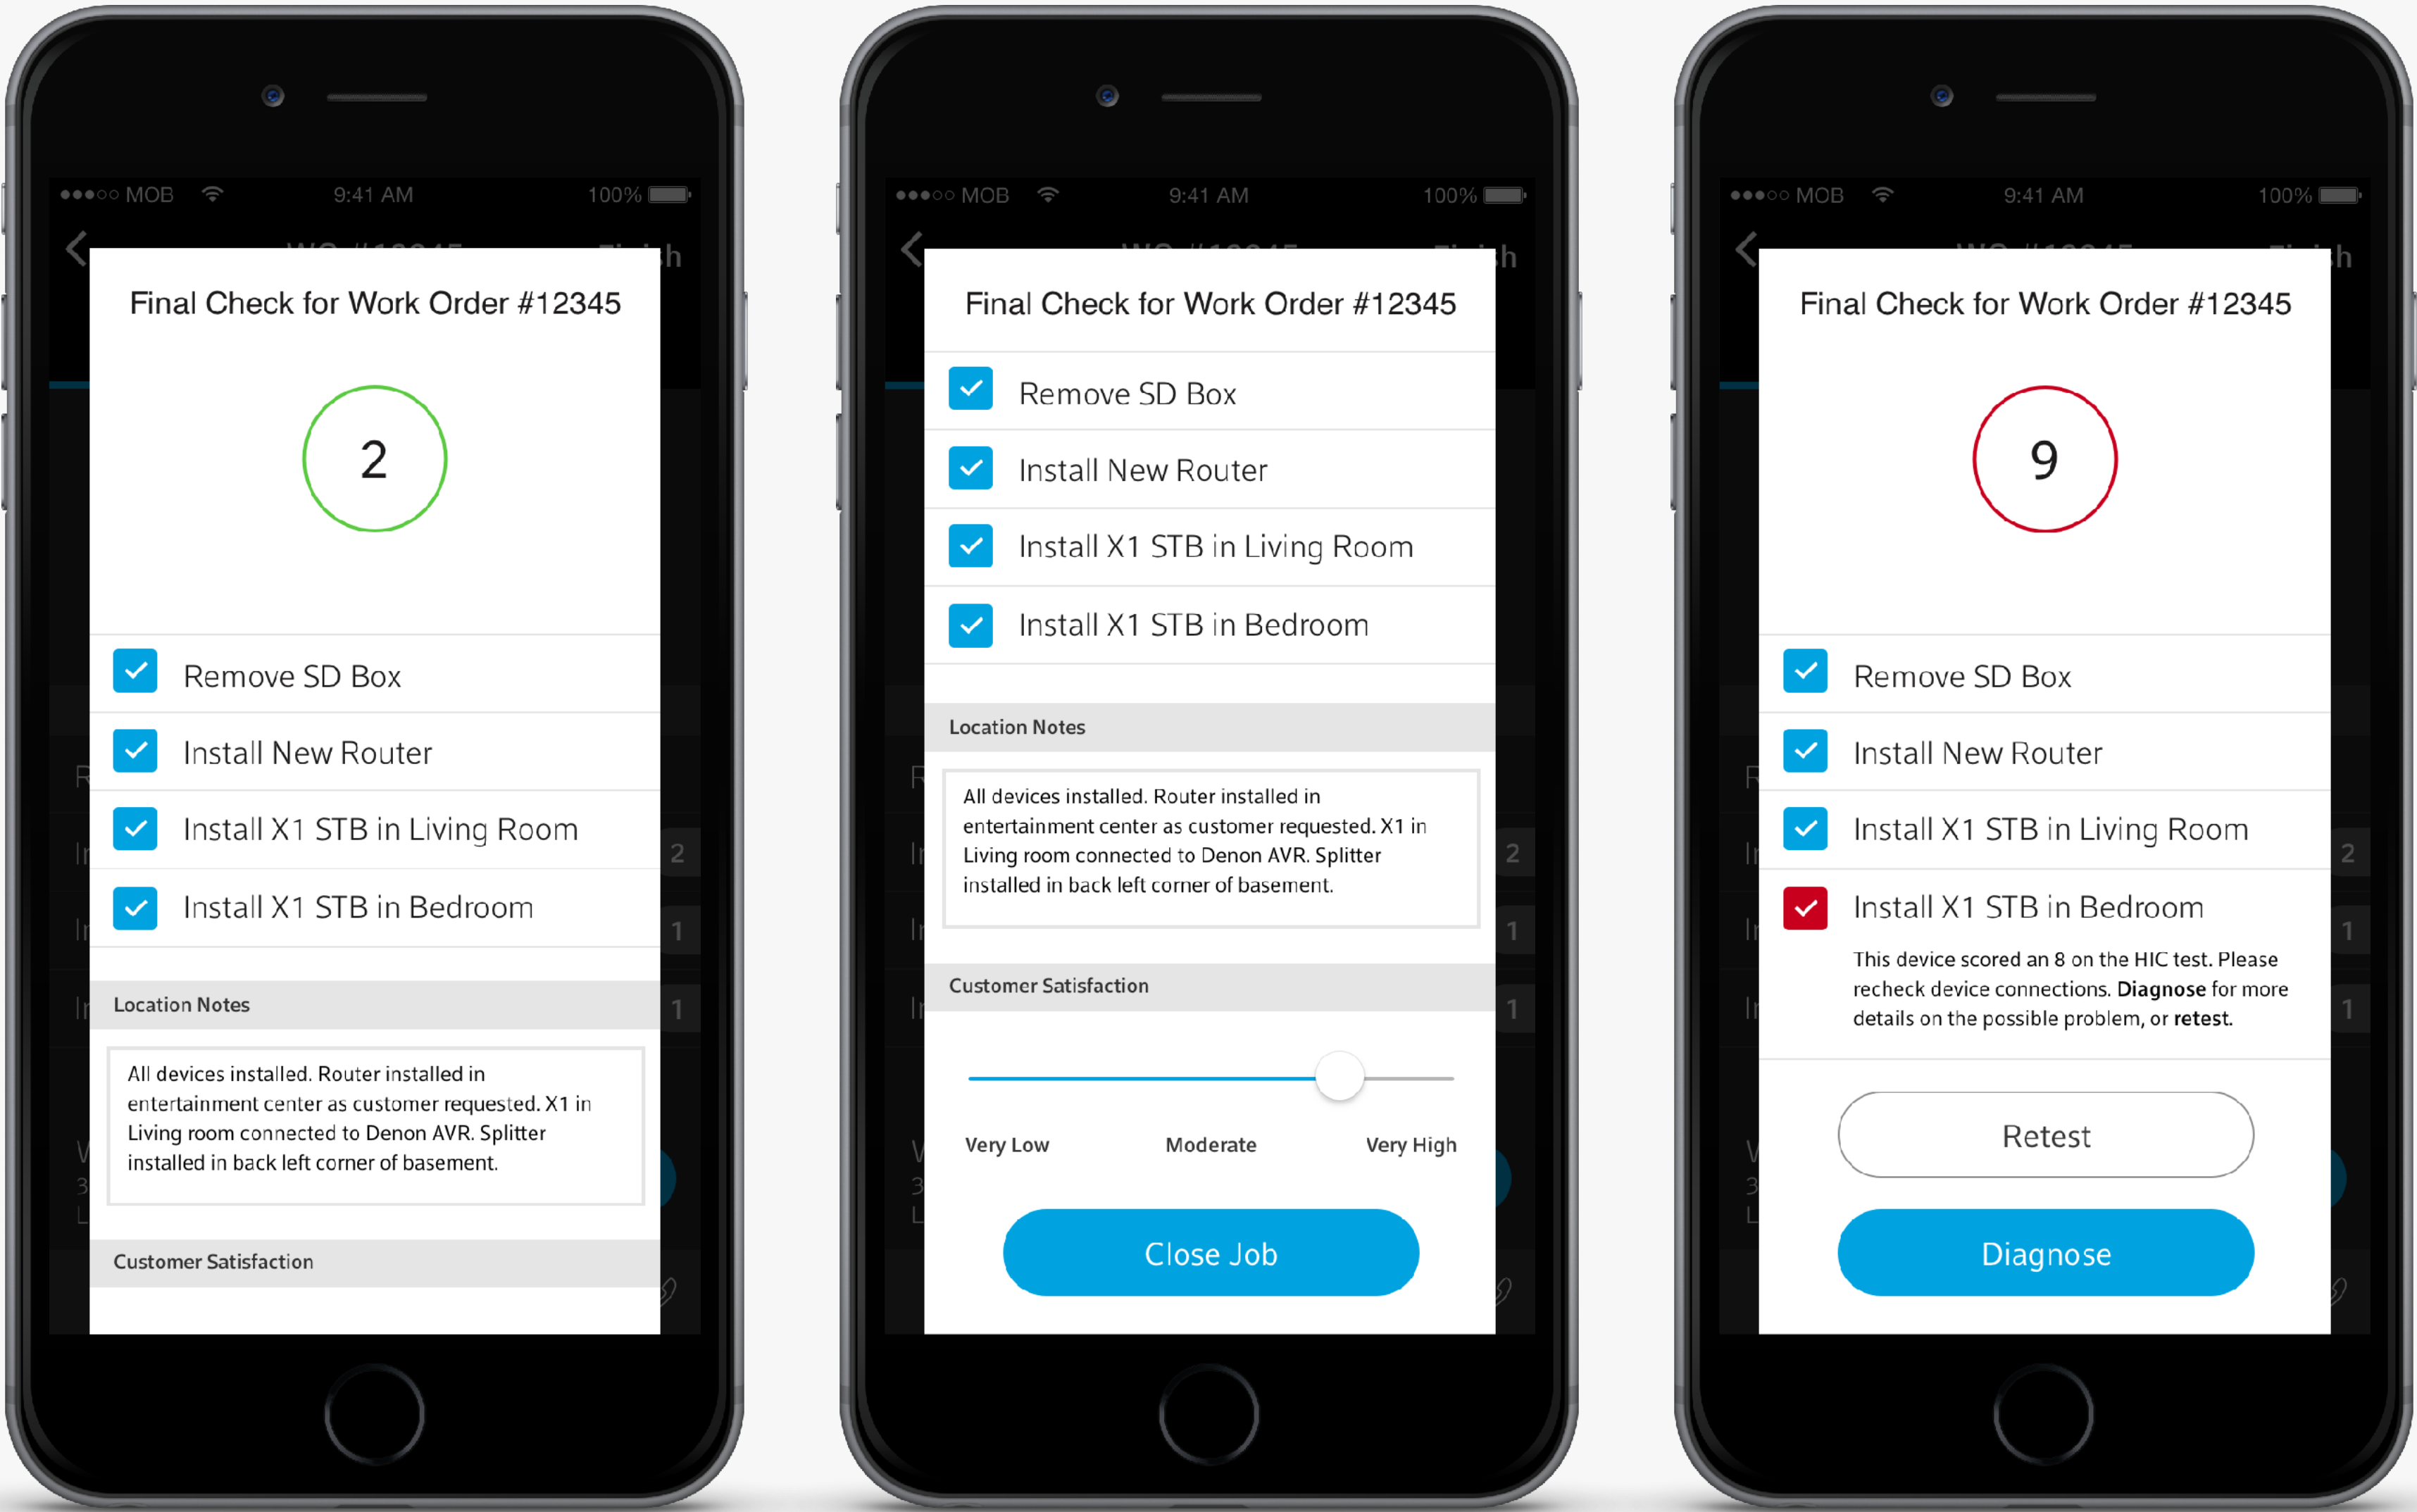 MOB 9:41 AM 100%
Final Check for Work Order #12345
2
Remove SD Box
Install New Router
Install X1 STB in Living Room
2
Install X1 STB in Bedroom
1
Location Notes
1
All devices installed. Router installed in
entertainment center as customer requested. X1 in
Living room connected to Denon AVR. Splitter
installed in back left corner of basement.
Customer Satisfaction
MOB 9:41 AM 100%
Final Check for Work Order #12345
Remove SD Box
Install New Router
Install X1 STB in Living Room
Install X1 STB in Bedroom
Location Notes
All devices installed. Router installed in
entertainment center as customer requested. X1 in
Living room connected to Denon AVR. Splitter
installed in back left corner of basement.
2
1
Customer Satisfaction
1
Very Low Moderate Very High
Close Job
MOB 9:41 AM 100%
Final Check for Work Order #12345
9
Remove SD Box
Install New Router
Install X1 STB in Living Room
2
Install X1 STB in Bedroom
1
This device scored an 8 on the HIC test. Please
recheck device connections. Diagnose for more
details on the possible problem, or retest.
1
Retest
Diagnose